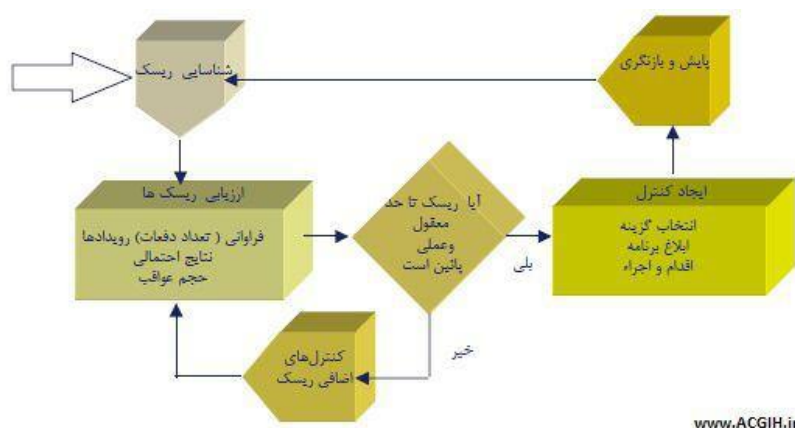 شناسایی ریسک
پایش و بازنگری
ارزیابی ریسک ها
فراوانی ( تعداد دفعات) رویدادها
نتایج احتمالی
حجم عواقب
آیا ریسک تا حد
معقول
وعملی
پائین است
بلی
ایجاد کنترل
انتخاب گزینه
ابلاغ برنامه
اقدام و اجراء
خیر
کنترل‌های
اضافی ریسک
www.ACGIH.ir